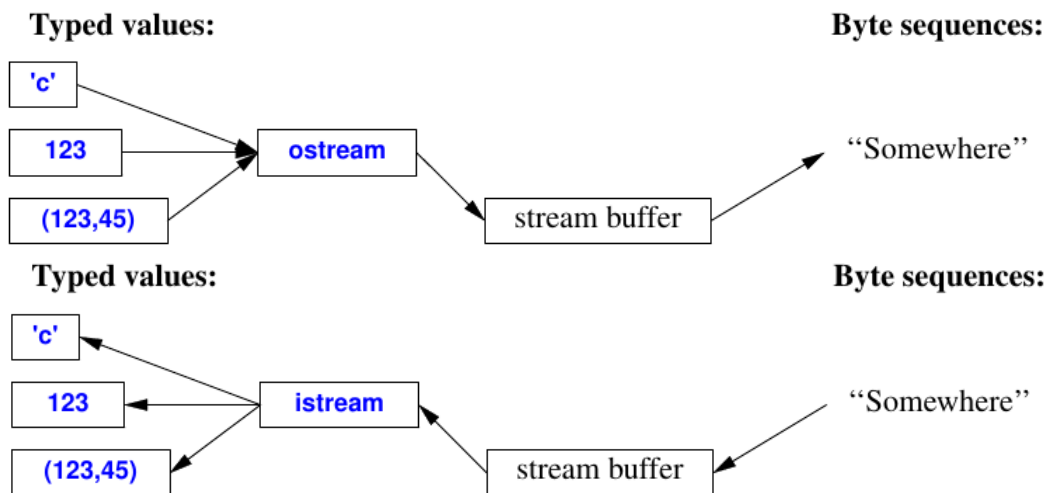 Typed values:
Byte sequences:
'c'
123
ostream
‘‘Somewhere’’
(123,45)
stream buffer
Typed values:
Byte sequences:
'c'
123
istream
‘‘Somewhere’’
(123,45)
stream buffer